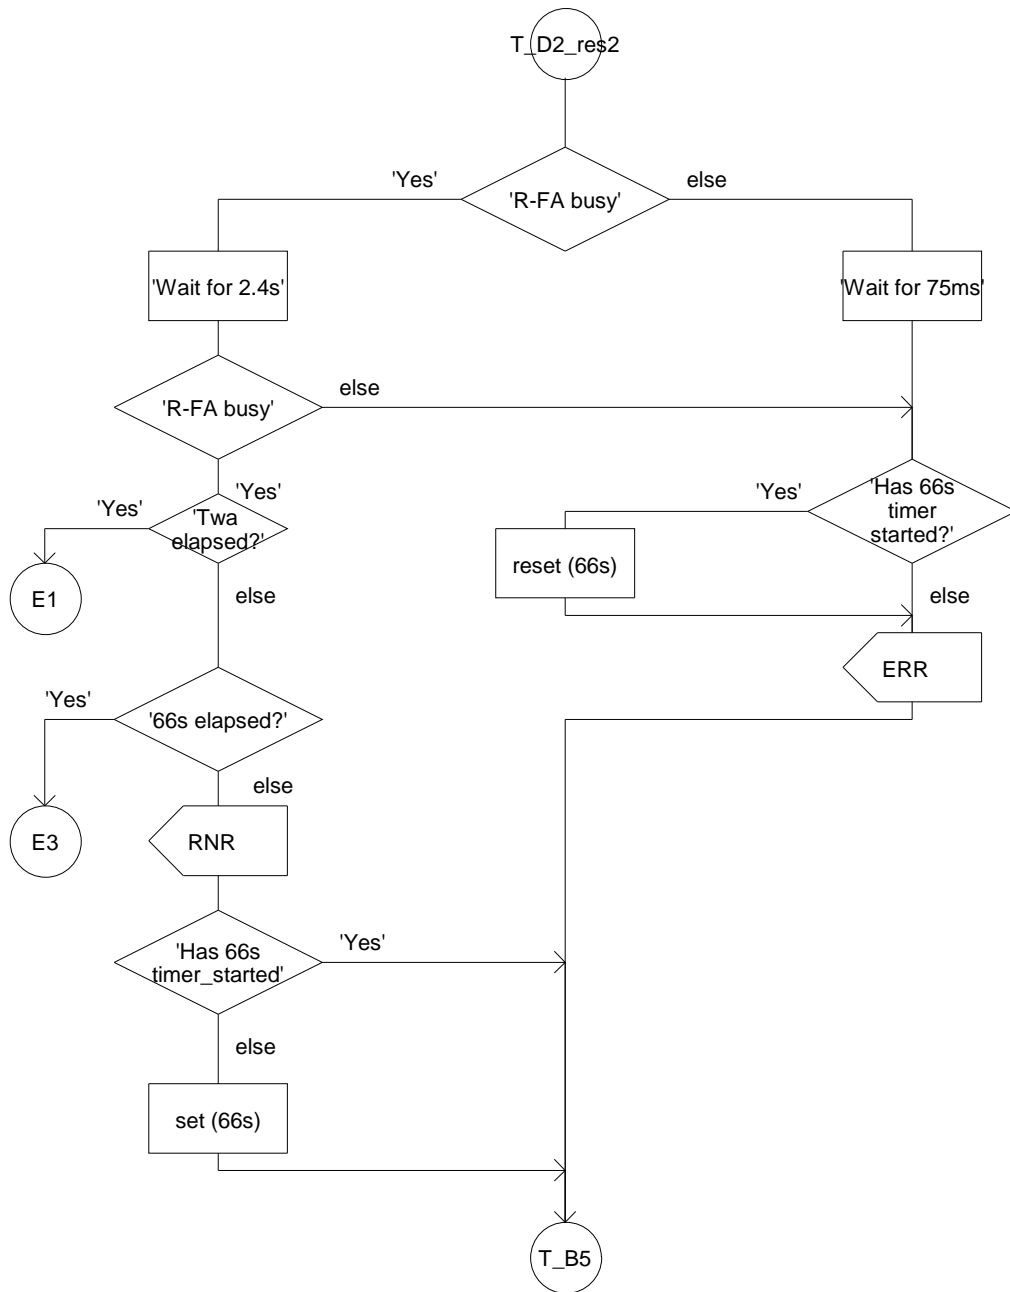 T_D2_res2
'Yes'
else
'R-FA busy'
'Wait for 2.4s'
'Wait for 75ms'
else
'R-FA busy'
'Yes'
'Yes'
'Twa
elapsed?'
'Yes'
'Has 66s
timer
started?'
reset (66s)
E1
else
else
ERR
'Yes'
'66s elapsed?'
else
E3
RNR
'Yes'
'Has 66s
timer_started'
else
set (66s)
T_B5